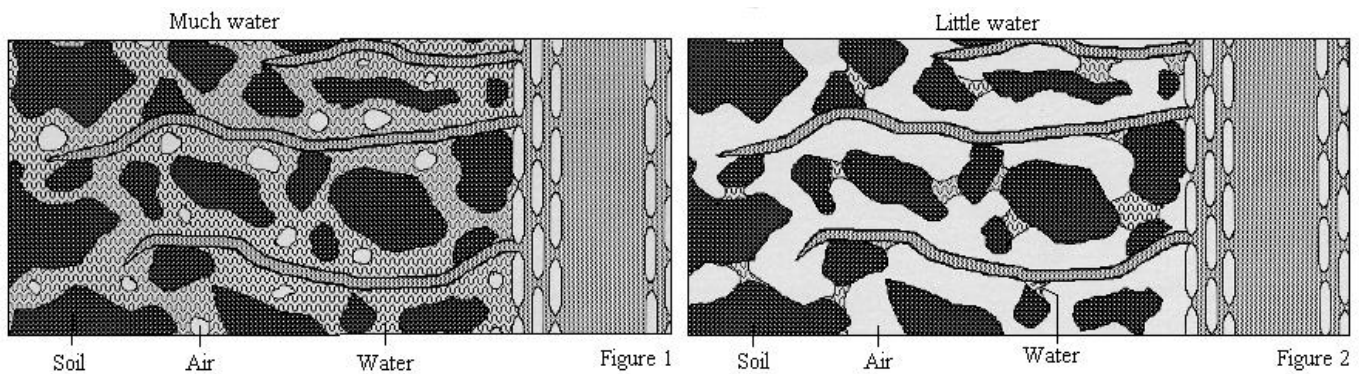 Much water
Little water
Soil
Air
Water
Figure 1
Soil
Air
Water
Figure 2